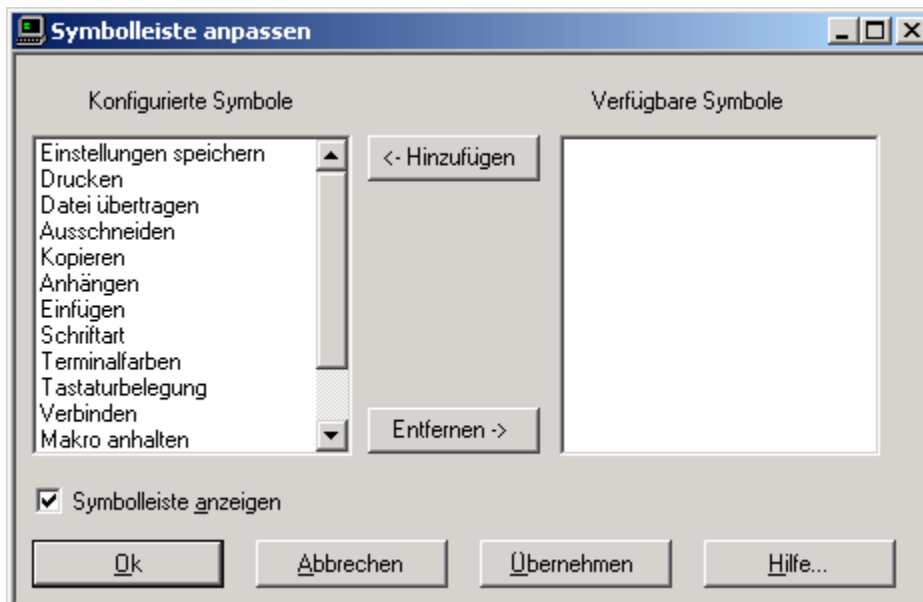 Symbolleiste anpassen
Konfigurierte Symbole
Verfügbare Symbole
Einstellungen speichern
Drucken
Datei übertragen
Ausschneiden
Kopieren
Anhängen
Einfügen
Schriftart
Terminalfarben
Tastaturbelegung
Verbinden
Makro anhalten
<- Hinzufügen
Entfernen ->
Symbolleiste anzeigen
Ok
Abbrechen
Übernehmen
Hilfe...